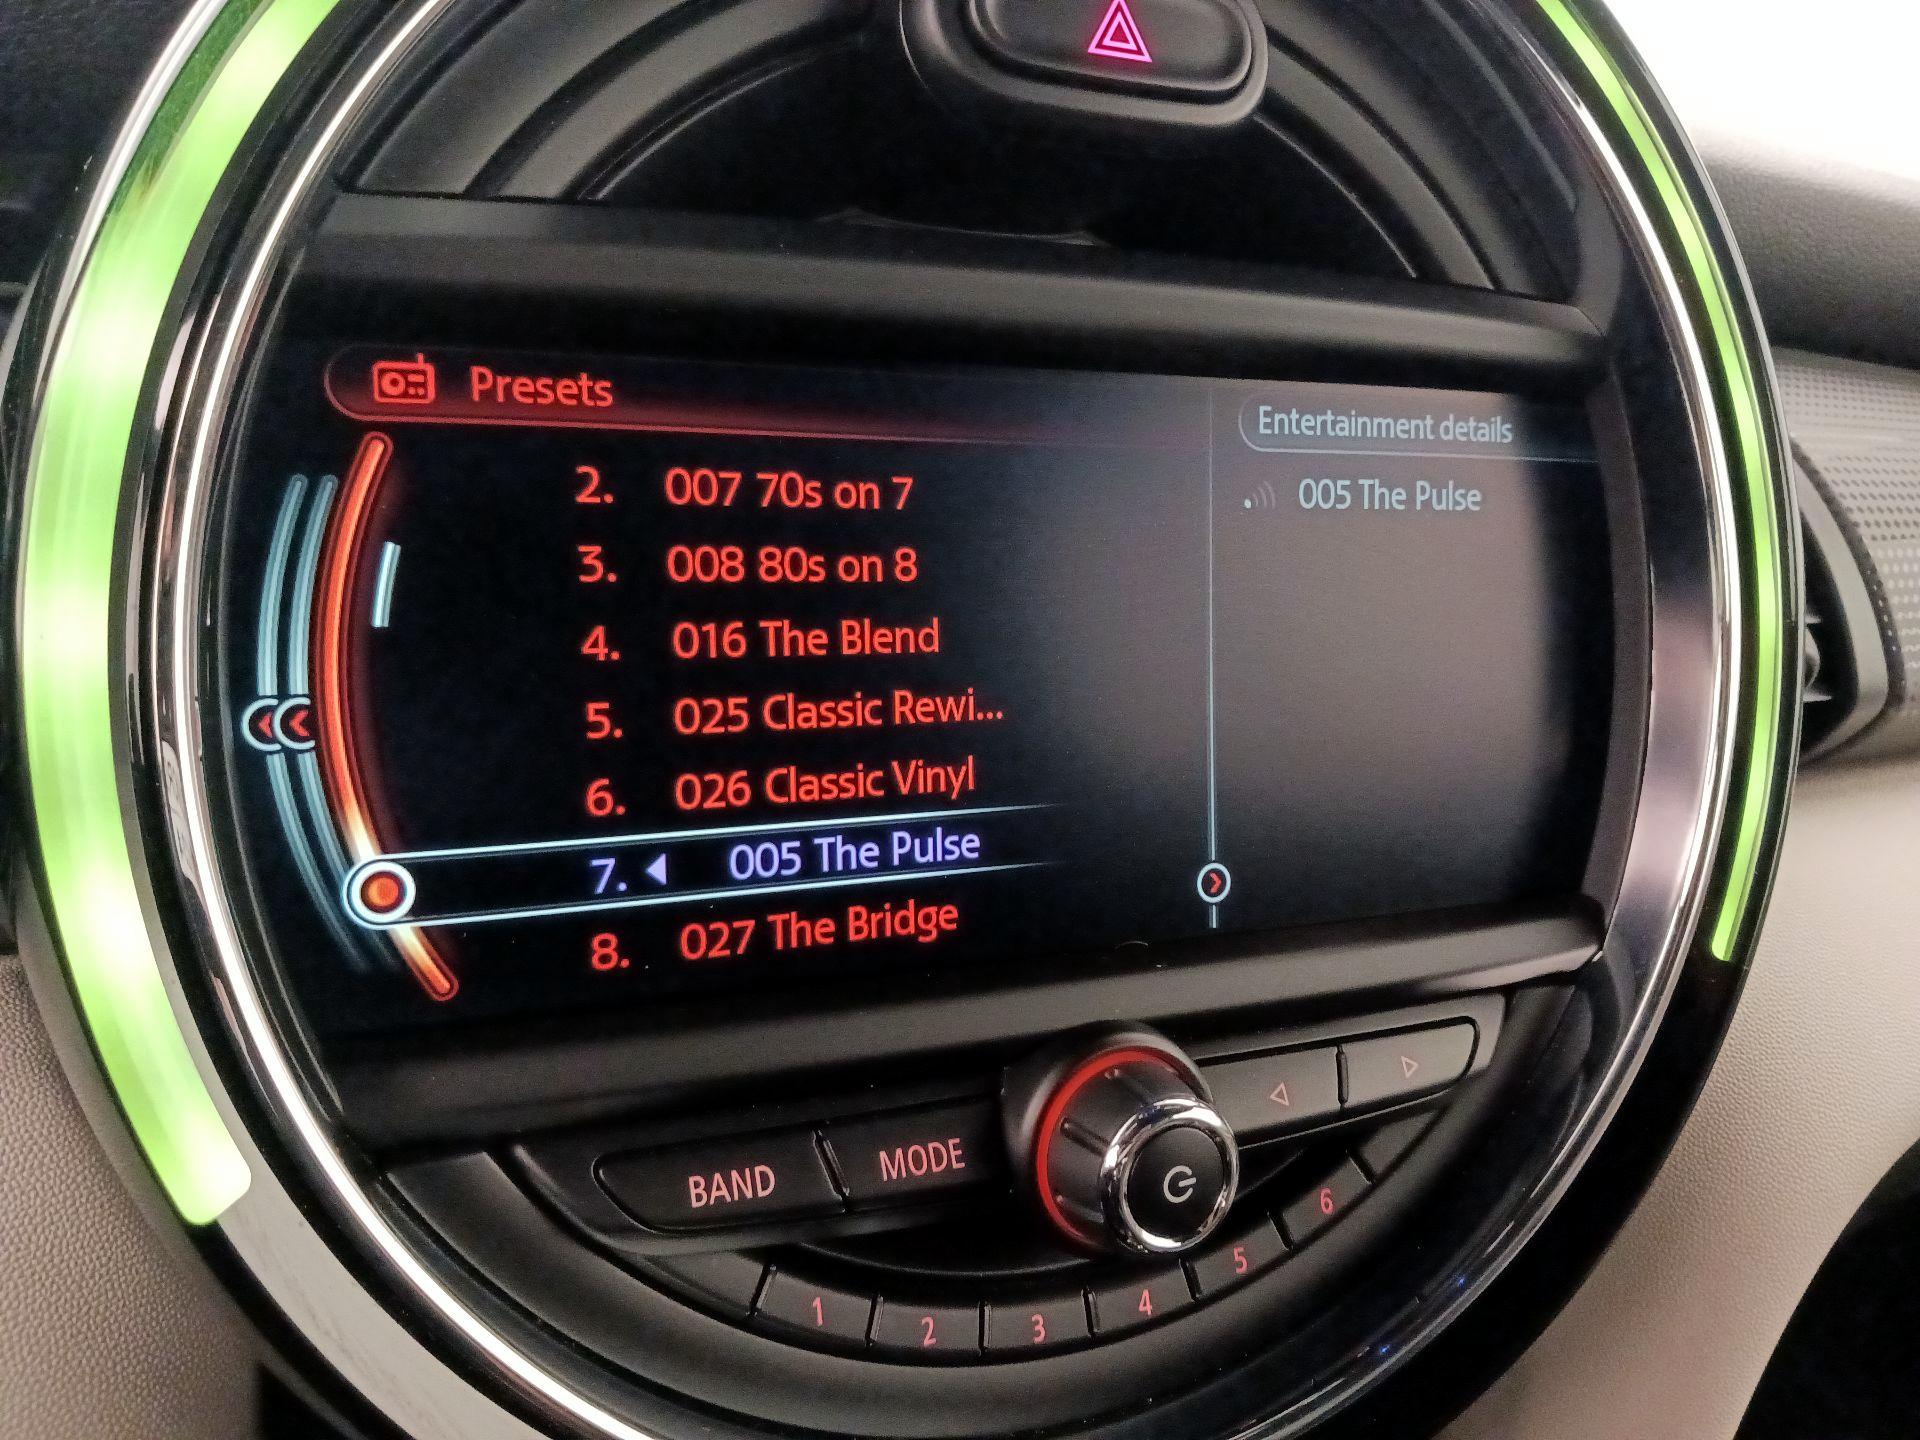 Presets
Entertainment details
005 The Pulse
2. 007 70s on 7
3. 008 80s on 8
4. 016 The Blend
5. 025 Classic Rewi...
6. 026 Classic Vinyl
7. 005 The Pulse
8. 027 The Bridge
BAND MODE
1 2 3 4 5 6